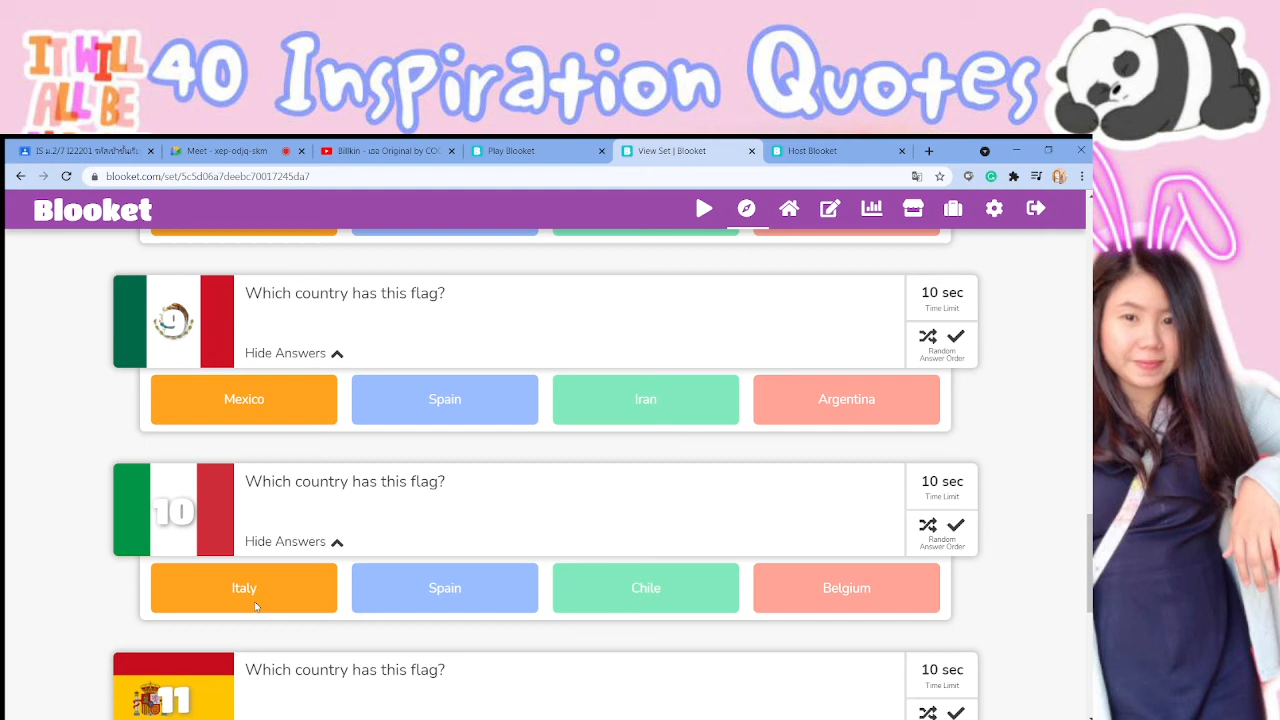 IT WILL
ALL BE
40 Inspiration Quotes
Meet - xep-odjq-skm
Play Blooket
View Set | Blooket
Host Blooket
blooket.com/set/5c5d06a7deebc70017245da7
Blooket
9
Which country has this flag?
Hide Answers
10 sec
Time Limit
Random
Answer Order
Mexico
Spain
Iran
Argentina
10
Which country has this flag?
Hide Answers
10 sec
Time Limit
Random
Answer Order
Italy
Spain
Chile
Belgium
11
Which country has this flag?
10 sec
Time Limit